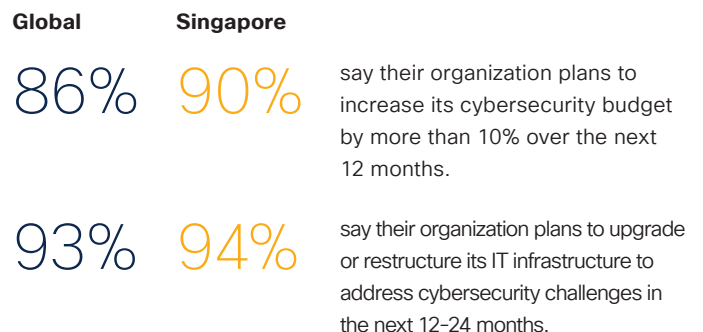 Global Singapore
86% 90%
say their organization plans to
increase its cybersecurity budget
by more than 10% over the next
12 months.
93% 94%
say their organization plans to upgrade
or restructure its IT infrastructure to
address cybersecurity challenges in
the next 12-24 months.